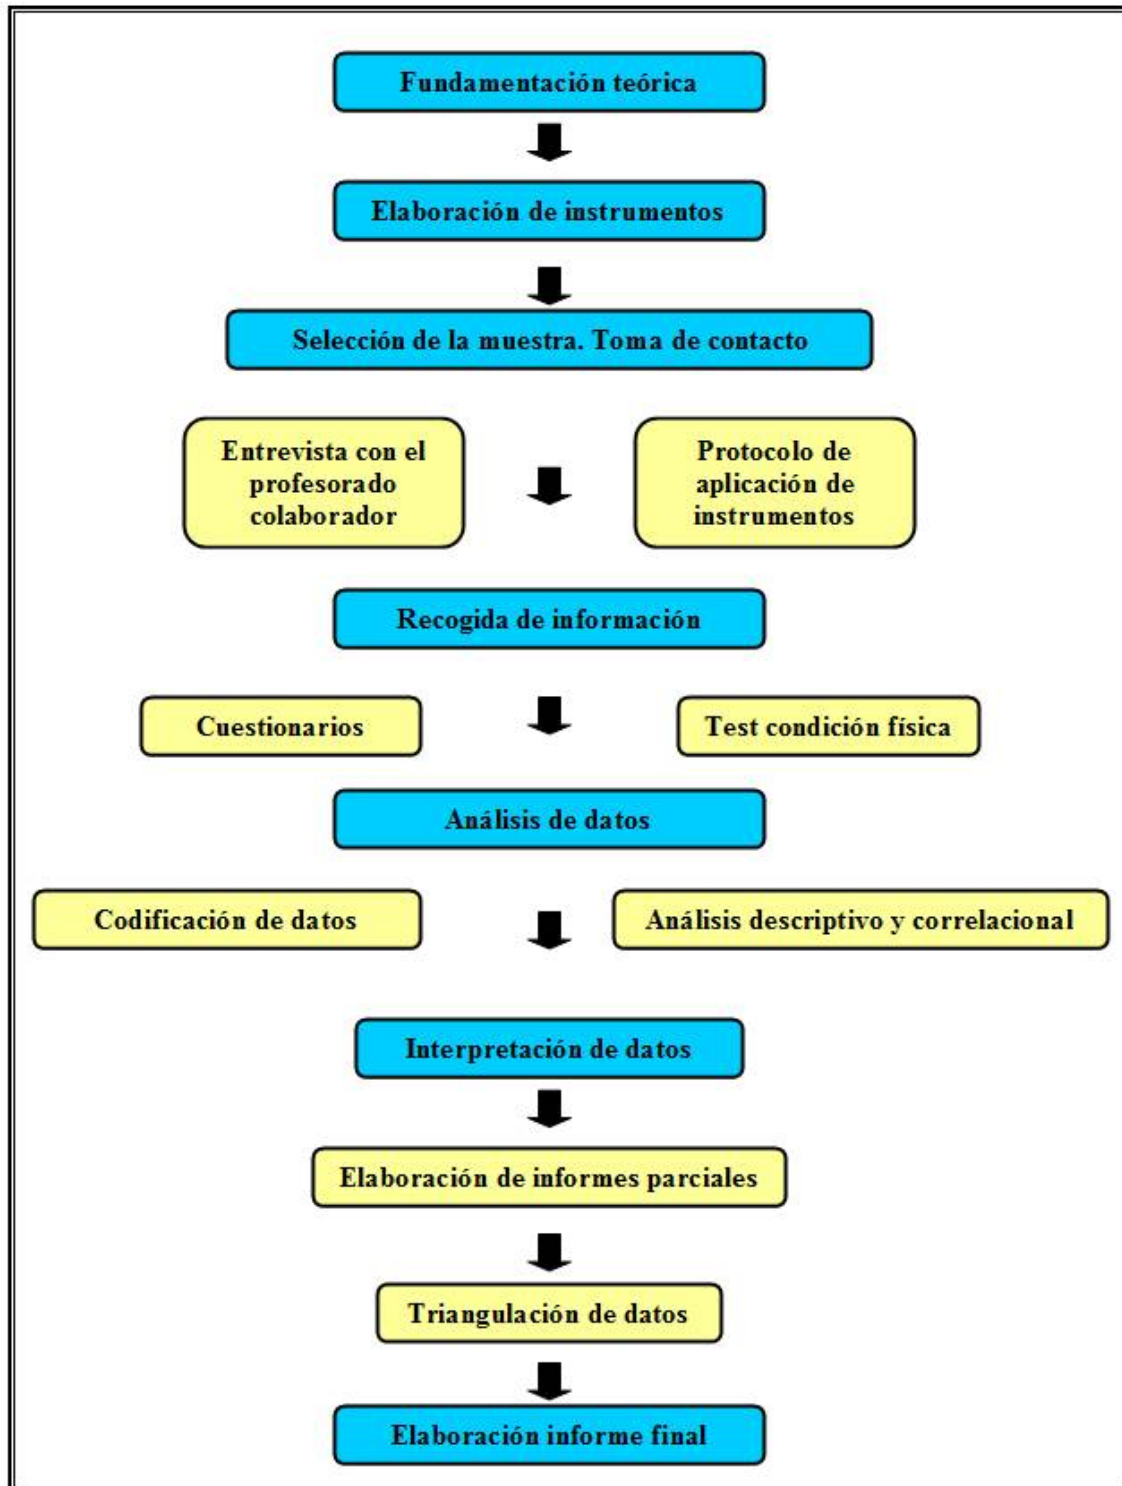 Fundamentación teórica
Elaboración de instrumentos
Selección de la muestra. Toma de contacto
Entrevista con el
profesorado
colaborador
Protocolo de
aplicación de
instrumentos
Recogida de información
Cuestionarios
Test condición física
Análisis de datos
Codificación de datos
Análisis descriptivo y correlacional
Interpretación de datos
Elaboración de informes parciales
Triangulación de datos
Elaboración informe final